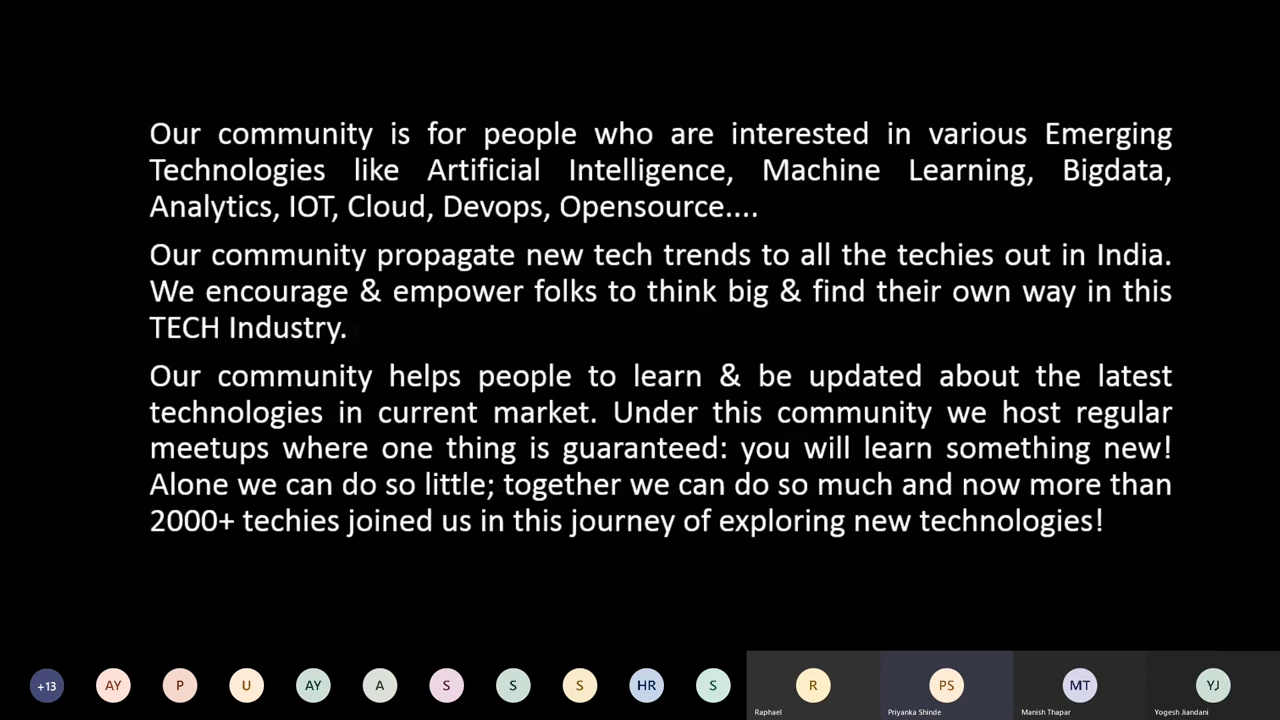 Our community is for people who are interested in various Emerging
Technologies like Artificial Intelligence, Machine Learning, Bigdata,
Analytics, IOT, Cloud, Devops, Opensource....
Our community propagate new tech trends to all the techies out in India.
We encourage & empower folks to think big & find their own way in this
TECH Industry.
Our community helps people to learn & be updated about the latest
technologies in current market. Under this community we host regular
meetups where one thing is guaranteed: you will learn something new!
Alone we can do so little; together we can do so much and now more than
2000+ techies joined us in this journey of exploring new technologies!
+13 AY P U AY A S S S HR S R PS MT YJ
Raphael Priyanka Shinde Manish Thapar Yogesh Jiandani